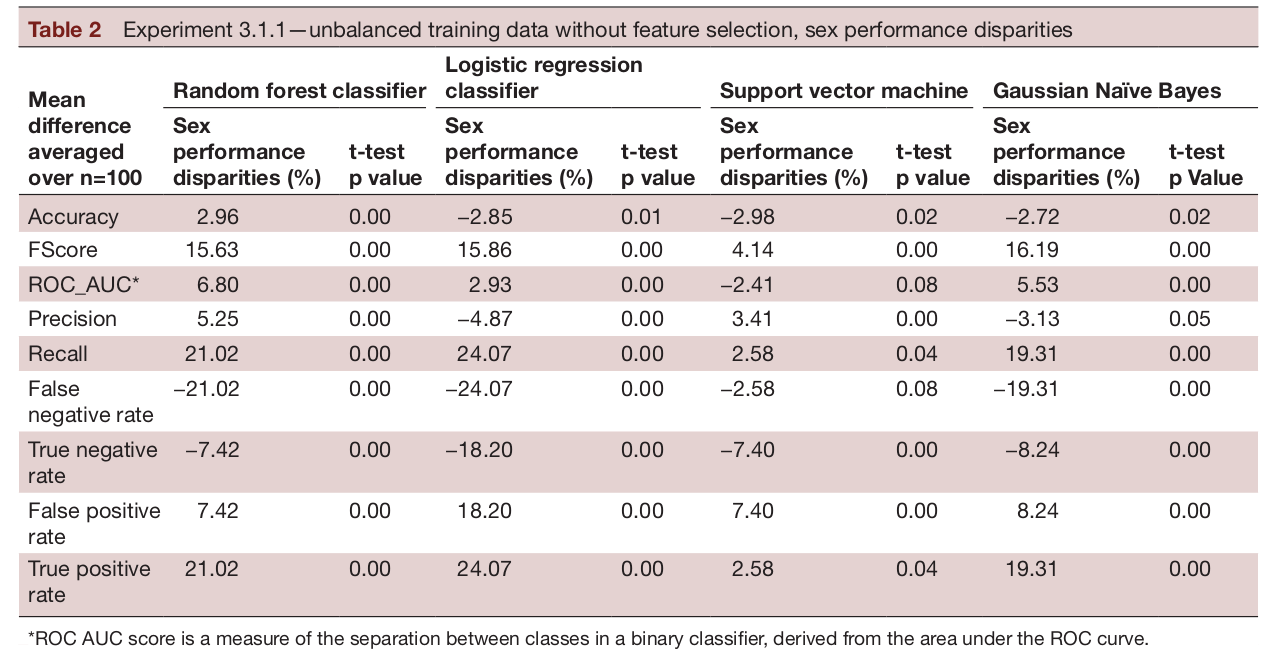 Table 2 Experiment 3.1.1—unbalanced training data without feature selection, sex performance disparities
Mean difference averaged over n=100
Random forest classifier
Logistic regression classifier
Support vector machine
Gaussian Naïve Bayes
Sex performance disparities (%)
t-test p value
Sex performance disparities (%)
t-test p value
Sex performance disparities (%)
t-test p value
Sex performance disparities (%)
t-test p Value
Accuracy 2.96 0.00 −2.85 0.01 −2.98 0.02 −2.72 0.02
FScore 15.63 0.00 15.86 0.00 4.14 0.00 16.19 0.00
ROC_AUC* 6.80 0.00 2.93 0.00 −2.41 0.08 5.53 0.00
Precision 5.25 0.00 −4.87 0.00 3.41 0.00 −3.13 0.05
Recall 21.02 0.00 24.07 0.00 2.58 0.04 19.31 0.00
False negative rate −21.02 0.00 −24.07 0.00 −2.58 0.08 −19.31 0.00
True negative rate −7.42 0.00 −18.20 0.00 −7.40 0.00 −8.24 0.00
False positive rate 7.42 0.00 18.20 0.00 7.40 0.00 8.24 0.00
True positive rate 21.02 0.00 24.07 0.00 2.58 0.04 19.31 0.00
*ROC AUC score is a measure of the separation between classes in a binary classifier, derived from the area under the ROC curve.